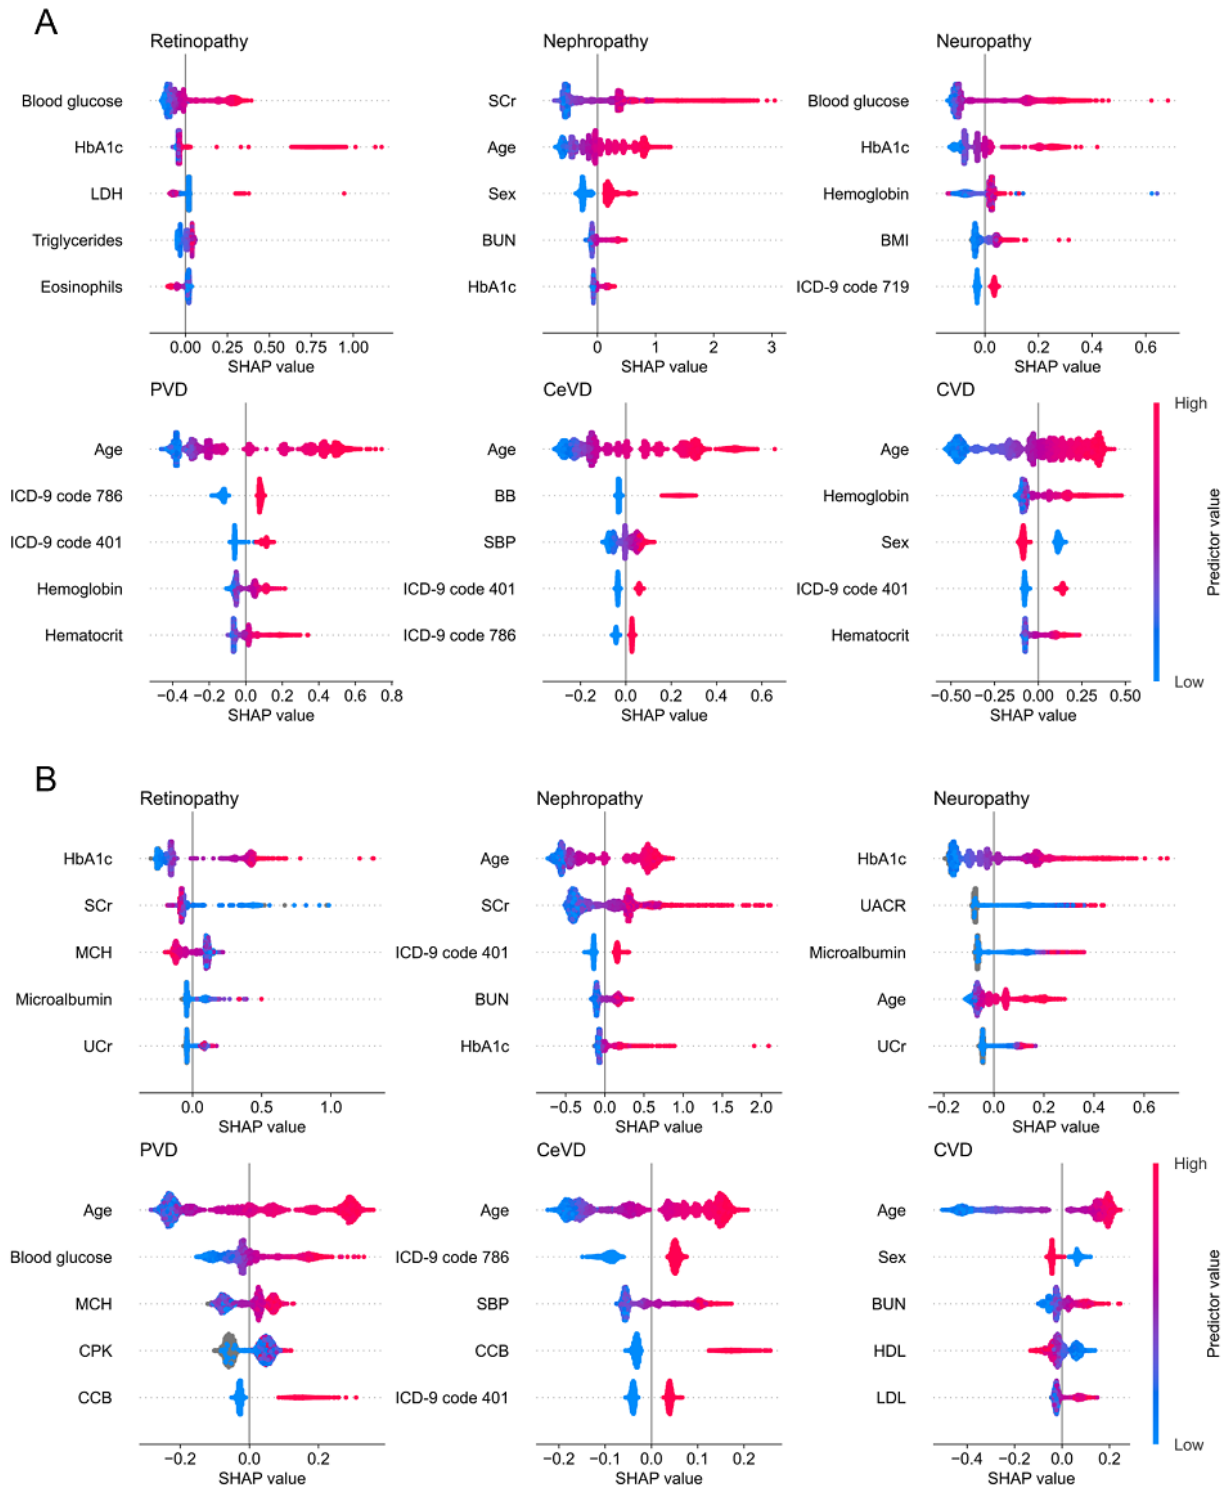 A
Retinopathy
Blood glucose
HbA1c
LDH
Triglycerides
Eosinophils
0.00 0.25 0.50 0.75 1.00
SHAP value
Nephropathy
SCr
Age
Sex
BUN
HbA1c
0 1 2 3
SHAP value
Neuropathy
Blood glucose
HbA1c
Hemoglobin
BMI
ICD-9 code 719
0.0 0.2 0.4 0.6
SHAP value
PVD
Age
ICD-9 code 786
ICD-9 code 401
Hemoglobin
Hematocrit
−0.4 −0.2 0.0 0.2 0.4 0.6 0.8
SHAP value
CeVD
Age
BB
SBP
ICD-9 code 401
ICD-9 code 786
−0.2 0.0 0.2 0.4 0.6
SHAP value
CVD
Age
Hemoglobin
Sex
ICD-9 code 401
Hematocrit
−0.50 −0.25 0.00 0.25 0.50
SHAP value
High
Predictor value
Low
B
Retinopathy
HbA1c
SCr
MCH
Microalbumin
UCr
0.0 0.5 1.0
SHAP value
Nephropathy
Age
SCr
ICD-9 code 401
BUN
HbA1c
−0.5 0.0 0.5 1.0 1.5 2.0
SHAP value
Neuropathy
HbA1c
UACR
Microalbumin
Age
UCr
−0.2 0.0 0.2 0.4 0.6
SHAP value
PVD
Age
Blood glucose
MCH
CPK
CCB
−0.2 0.0 0.2
SHAP value
CeVD
Age
ICD-9 code 786
SBP
CCB
ICD-9 code 401
−0.2 −0.1 0.0 0.1 0.2
SHAP value
CVD
Age
Sex
BUN
HDL
LDL
−0.4 −0.2 0.0 0.2
SHAP value
High
Predictor value
Low